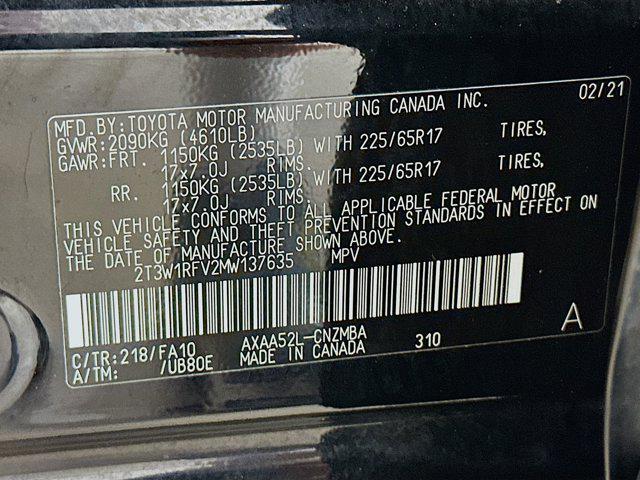 MFD.BY:TOYOTA MOTOR MANUFACTURING CANADA INC. 02/21
GVWR:2090KG (4610LB)
GAWR:FRT. 1150KG (2535LB) WITH 225/65R17 TIRES,
17x7.0J RIMS.
RR. 1150KG (2535LB) WITH 225/65R17 TIRES,
17x7.0J RIMS.
THIS VEHICLE CONFORMS TO ALL APPLICABLE FEDERAL MOTOR
VEHICLE SAFETY AND THEFT PREVENTION STANDARDS IN EFFECT ON
THE DATE OF MANUFACTURE SHOWN ABOVE.
2T3W1RFV2MW137635 MPV
C/TR:218/FA10 AXAA52L-CNZMBA 310 A
A/TM: /UB80E MADE IN CANADA